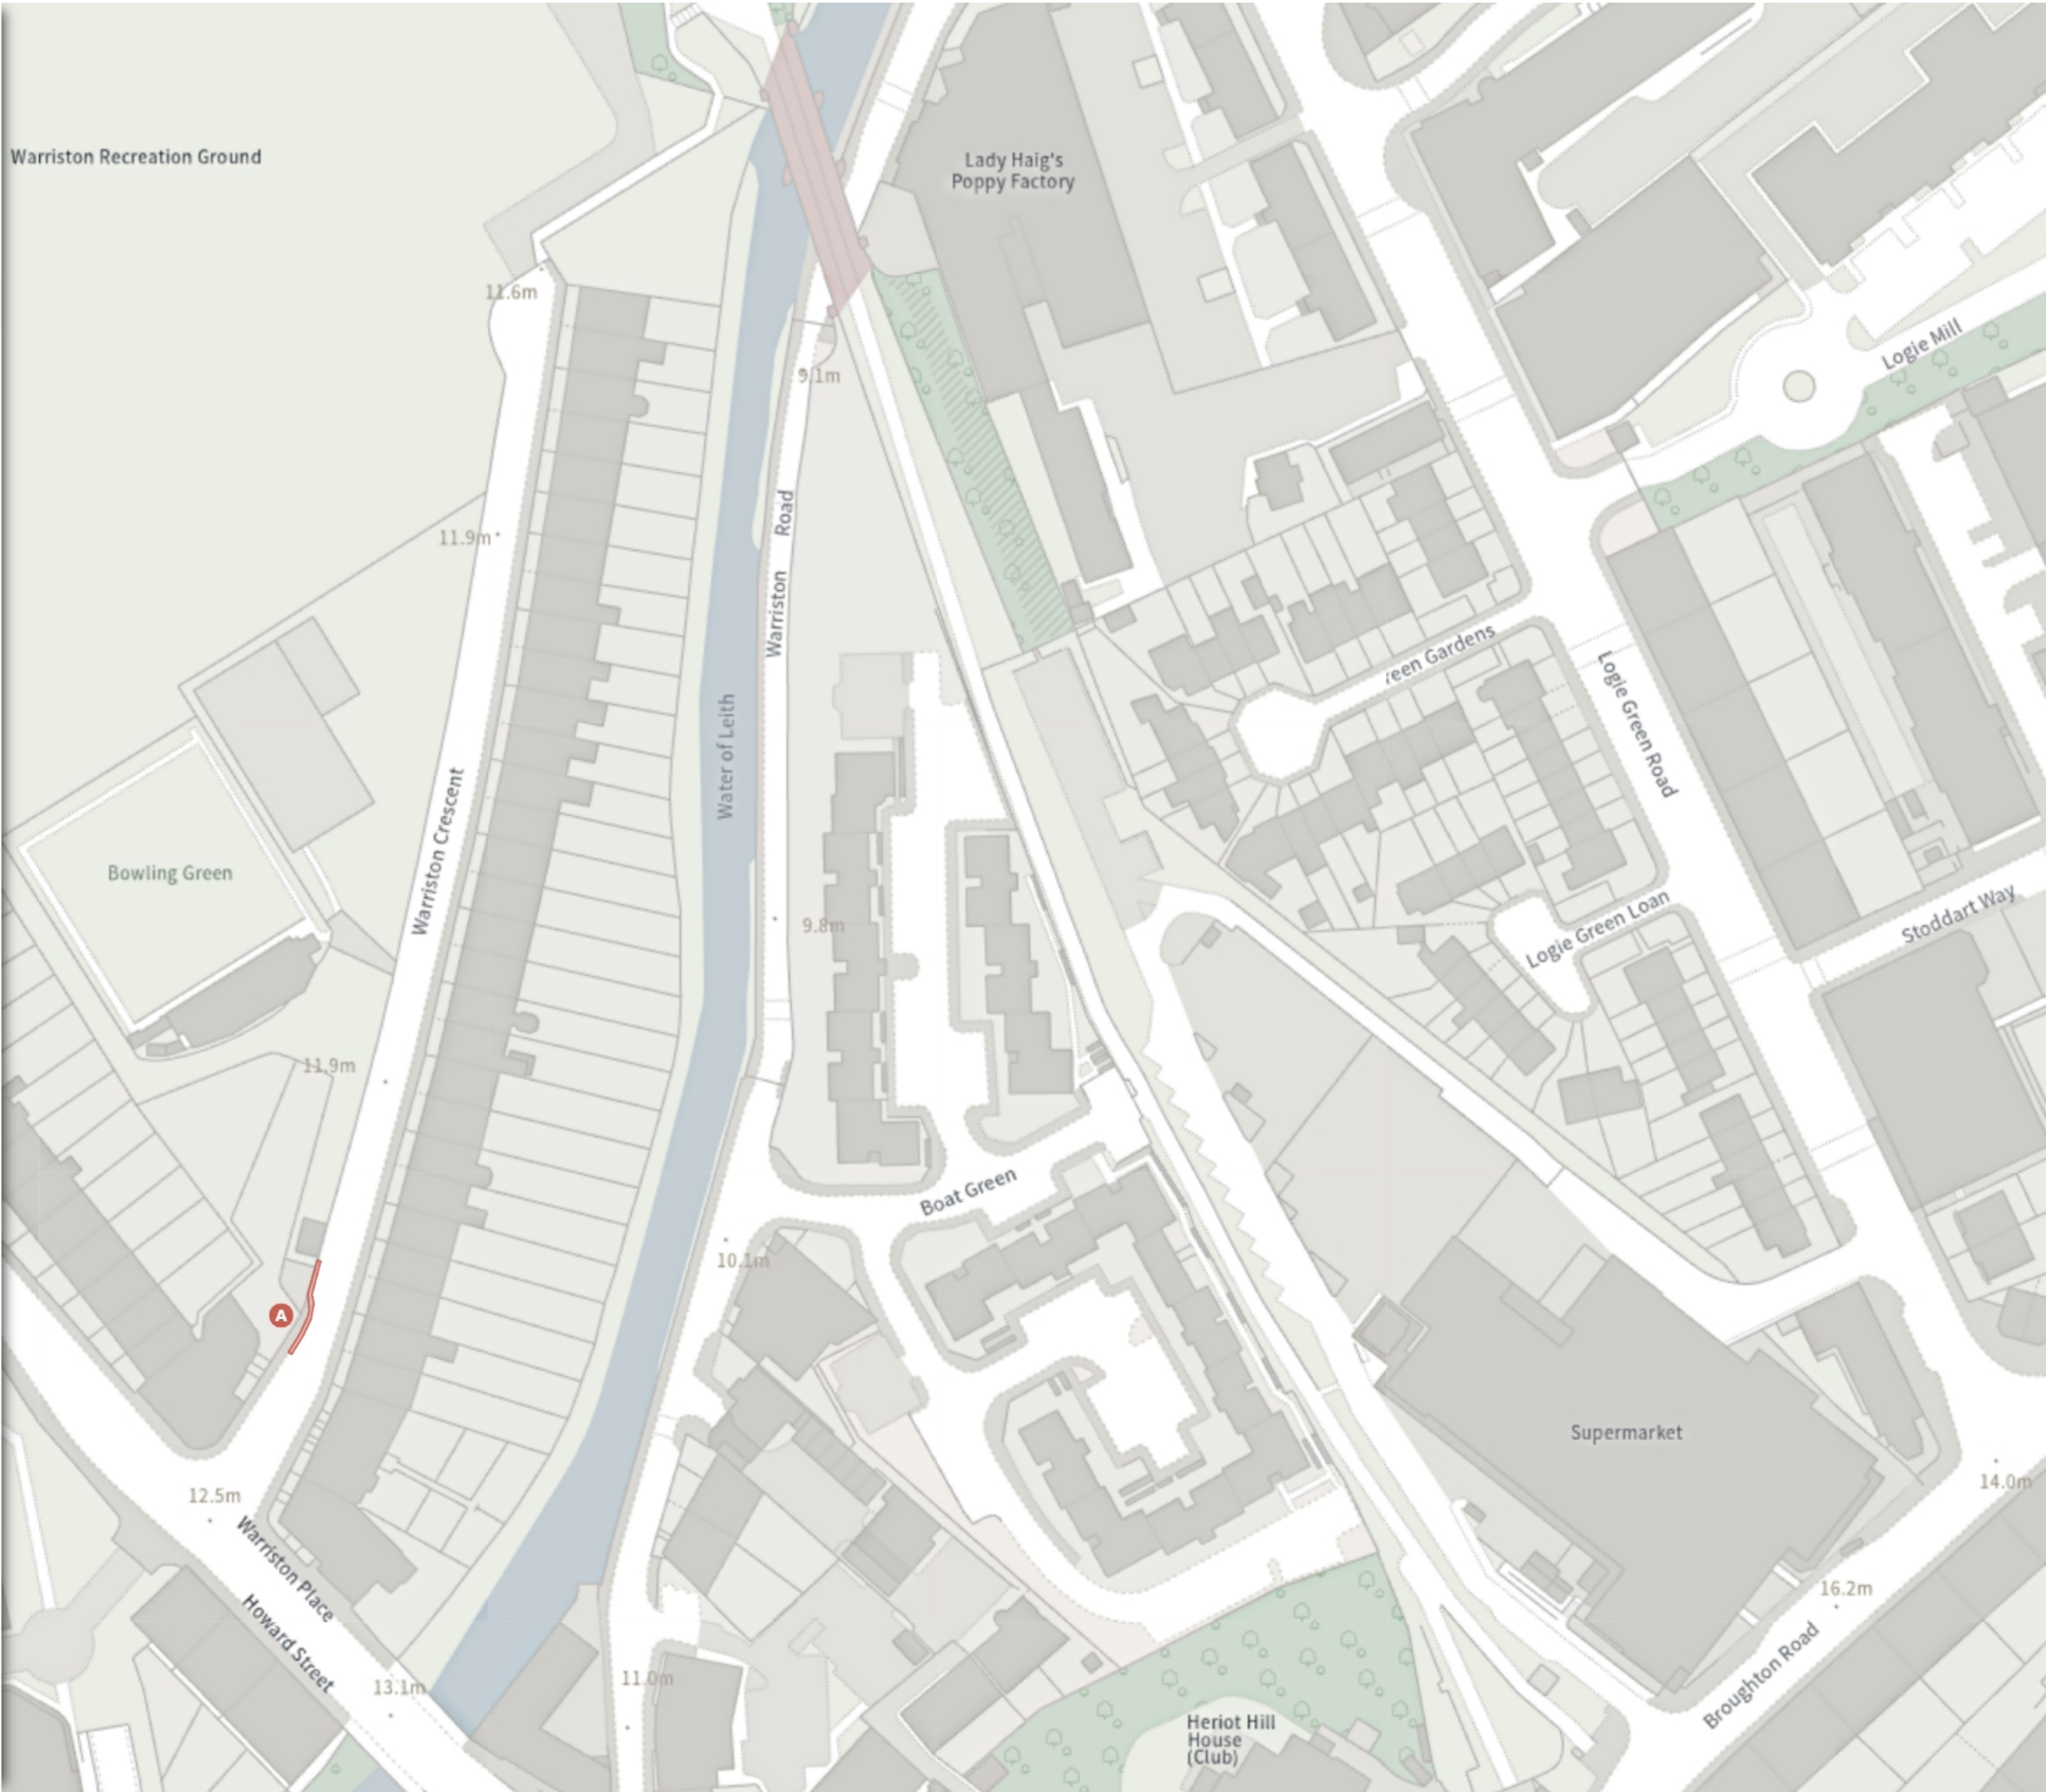 Warriston Recreation Ground
Lady Haig's
Poppy Factory
11.6m
Logie Mill
9.1m
Warriston Road
11.9m
reen Gardens
Logie Green Road
Water of Leith
Warriston Crescent
Bowling Green
9.8m
Logie Green Loan
Stoddart Way
11.9m
Boat Green
10.1m
A
Supermarket
14.0m
12.5m
Warriston Place
Howard Street
16.2m
Broughton Road
11.0m
13.1m
Heriot Hill
House
(Club)